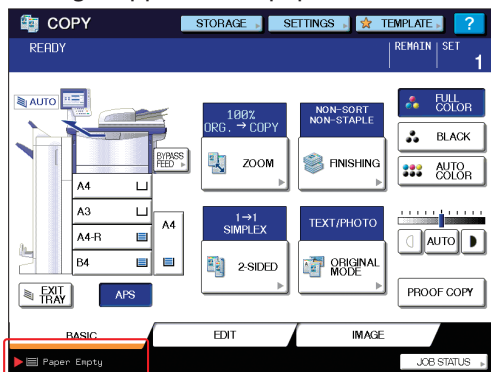 COPY
STORAGE
SETTINGS
TEMPLATE
?
READY
REMAIN
SET
1
AUTO
100%
ORG. → COPY
ZOOM
NON-SORT
NON-STAPLE
FINISHING
FULL
COLOR
BLACK
AUTO
COLOR
BYPASS
FEED
A4
A3
A4-R
B4
A4
1→1
SIMPLEX
2-SIDED
TEXT/PHOTO
ORIGINAL
MODE
AUTO
PROOF COPY
EXIT
TRAY
APS
BASIC
EDIT
IMAGE
Paper Empty
JOB STATUS